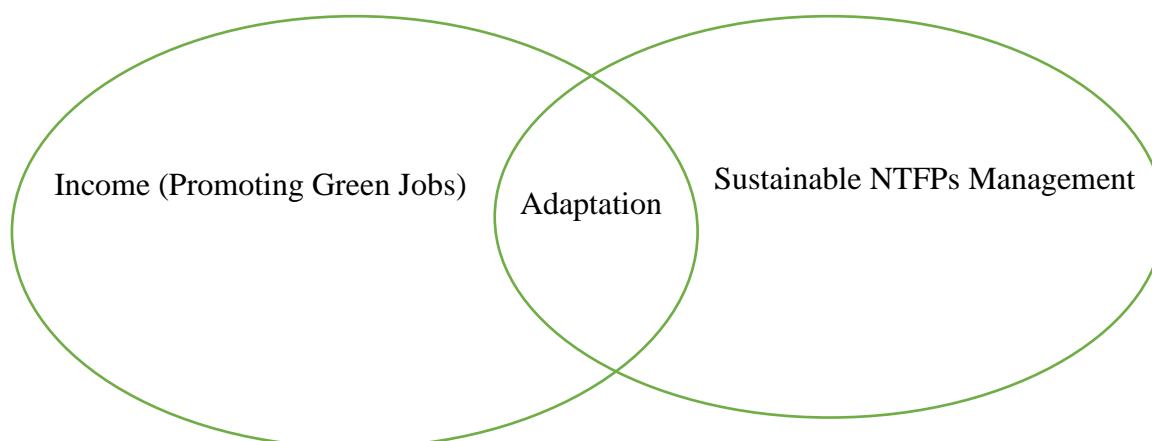 Income (Promoting Green Jobs)
Adaptation
Sustainable NTFPs Management